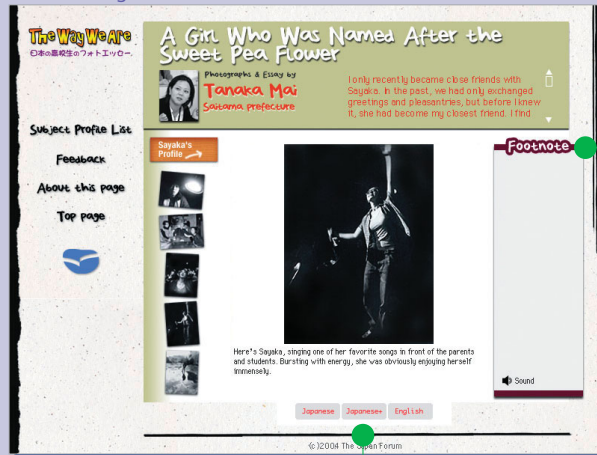 The Way We Are
日本の高校生のフォトエッセー
A Girl Who Was Named After the
Sweet Pea Flower
Photographs & Essay by
Tanaka Mai
Saitama prefecture
I only recently became close friends with
Sayaka. In the past, we had only exchanged
greetings and pleasantries, but before I knew
it, she had become my closest friend. I find
Subject Profile List
Feedback
About this page
Top page
Sayaka's
Profile
Footnote
Here's Sayaka, singing one of her favorite songs in front of the parents
and students. Bursting with energy, she was obviously enjoying herself
immensely.
Sound
Japanese
Japanese+
English
(c)2004 The Japan Forum